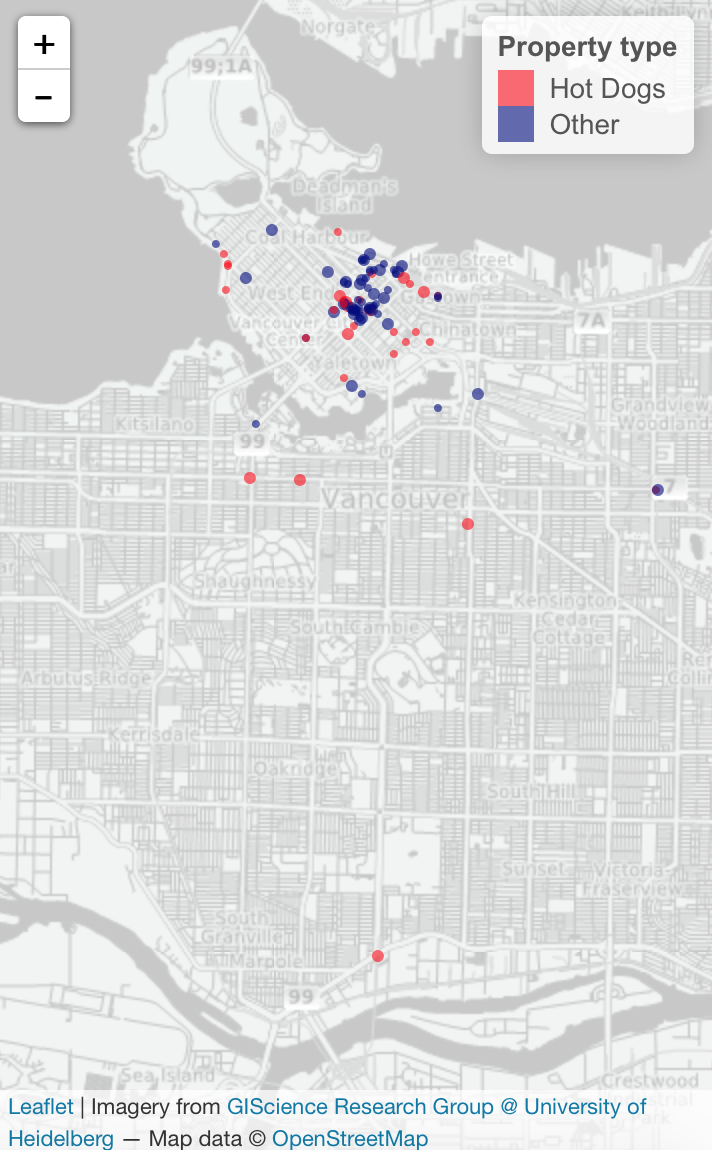 +
−
Property type
Hot Dogs
Other
Norgate
99;1A
Deadman's
Island
Coal Harbour
Howe Street
entrance
West End
7A
Chinatown
Yaletown
Kitsilano
99
Grandview
Woodland
7
Vancouver
Shaughnessy
Kensington
Cedar
Cottage
South Cambie
Arbutus Ridge
Kerrisdale
Oakridge
South Hill
Sunset
Victoria-
Fraserview
South
Granville
Marpole
99
Sea Island
Crestwood
Leaflet | Imagery from GIScience Research Group @ University of
Heidelberg — Map data © OpenStreetMap